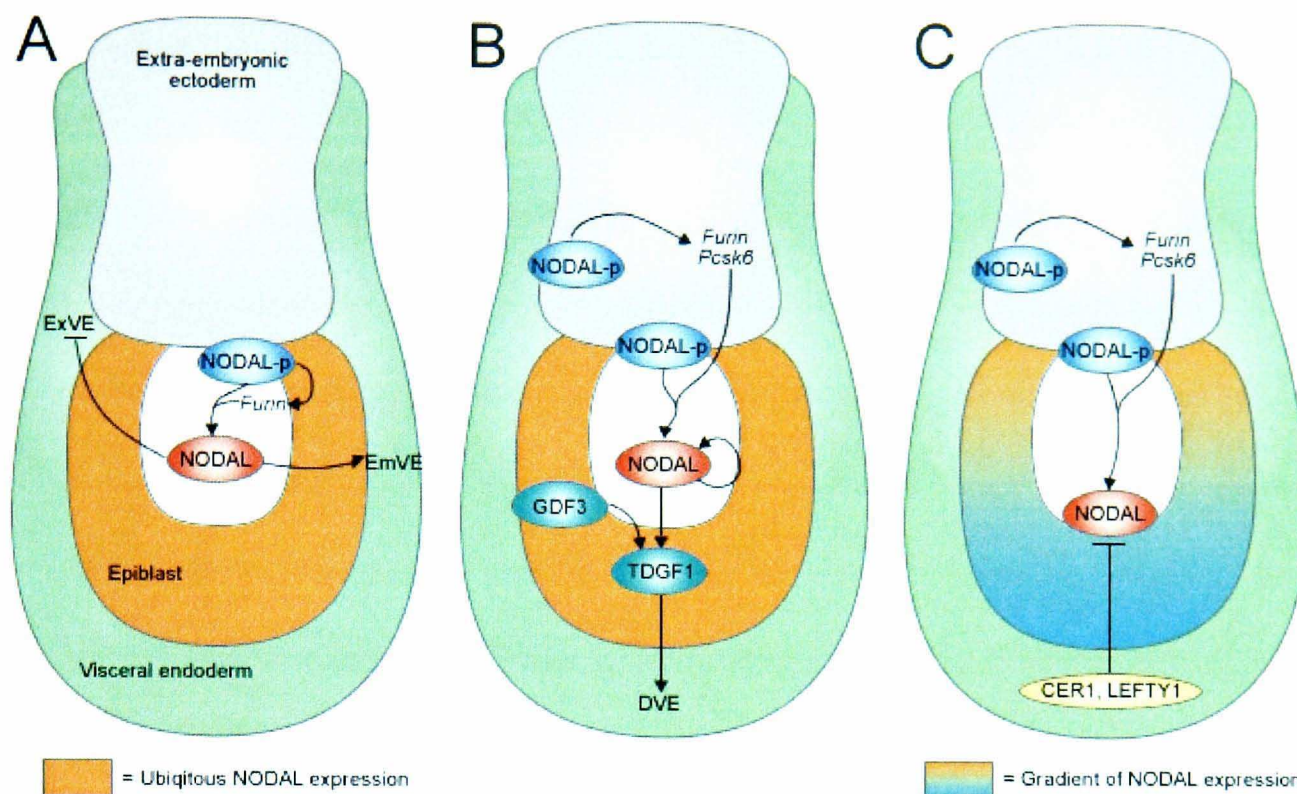 A
Extra-embryonic
ectoderm
ExVE
NODAL-p
Furin
NODAL
EmVE
Epiblast
Visceral endoderm
= Ubiqitous NODAL expression
B
NODAL-p
Furin
Pcsk6
NODAL-p
NODAL
GDF3
TDGF1
DVE
C
NODAL-p
Furin
Pcsk6
NODAL-p
NODAL
CER1, LEFTY1
= Gradient of NODAL expression